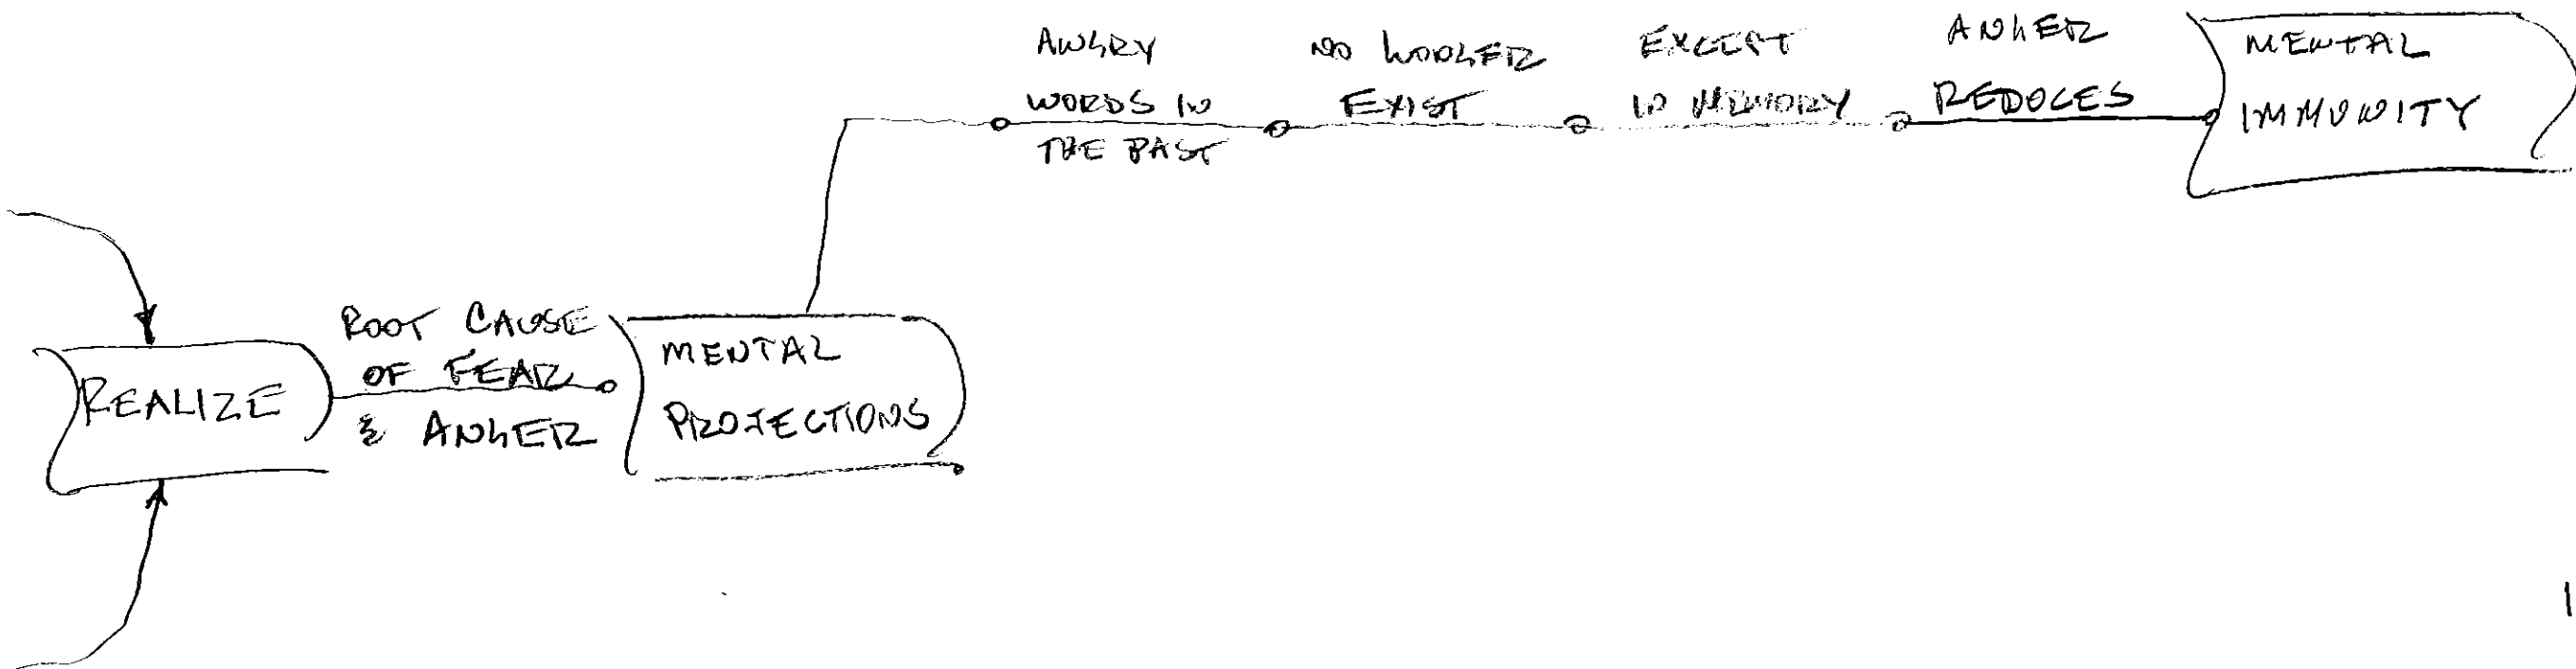 ANGRY
WORDS IN
THE PAST
NO LONGER
EXIST
EXCEPT
IN MEMORY
ANGER
REDUCES
MENTAL
IMMUNITY
REALIZE
ROOT CAUSE
OF FEAR
& ANGER
MENTAL
PROJECTIONS